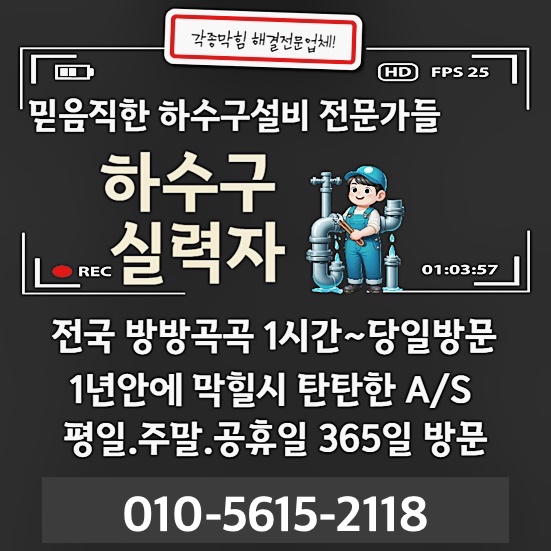 각종막힘 해결전문업체!
HD FPS 25
믿음직한 하수구설비 전문가들
하수구
실력자
REC
01:03:57
전국 방방곡곡 1시간~당일방문
1년안에 막힐시 탄탄한 A/S
평일.주말.공휴일 365일 방문
010-5615-2118